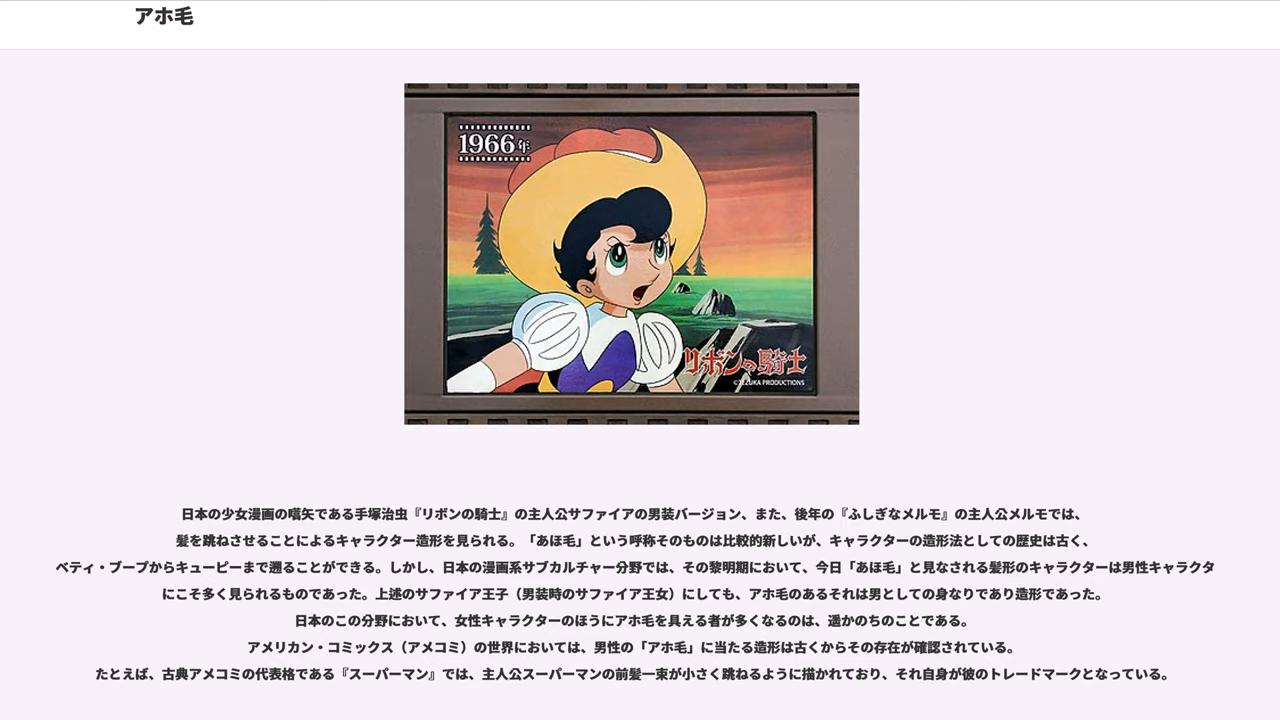 アホ毛
1966年
リボンの騎士
©TEZUKA PRODUCTIONS
日本の少女漫画の嚆矢である手塚治虫『リボンの騎士』の主人公サファイアの男装バージョン、また、後年の『ふしぎなメルモ』の主人公メルモでは、
髪を跳ねさせることによるキャラクター造形を見られる。「あほ毛」という呼称そのものは比較的新しいが、キャラクターの造形法としての歴史は古く、
ベティ・ブープからキューピーまで遡ることができる。しかし、日本の漫画系サブカルチャー分野では、その黎明期において、今日「あほ毛」と見なされる髪形のキャラクターは男性キャラクタ
にこそ多く見られるものであった。上述のサファイア王子（男装時のサファイア王女）にしても、アホ毛のあるそれは男としての身なりであり造形であった。
日本のこの分野において、女性キャラクターのほうにアホ毛を具える者が多くなるのは、遥かのちのことである。
アメリカン・コミックス（アメコミ）の世界においては、男性の「アホ毛」に当たる造形は古くからその存在が確認されている。
たとえば、古典アメコミの代表格である『スーパーマン』では、主人公スーパーマンの前髪一束が小さく跳ねるように描かれており、それ自身が彼のトレードマークとなっている。